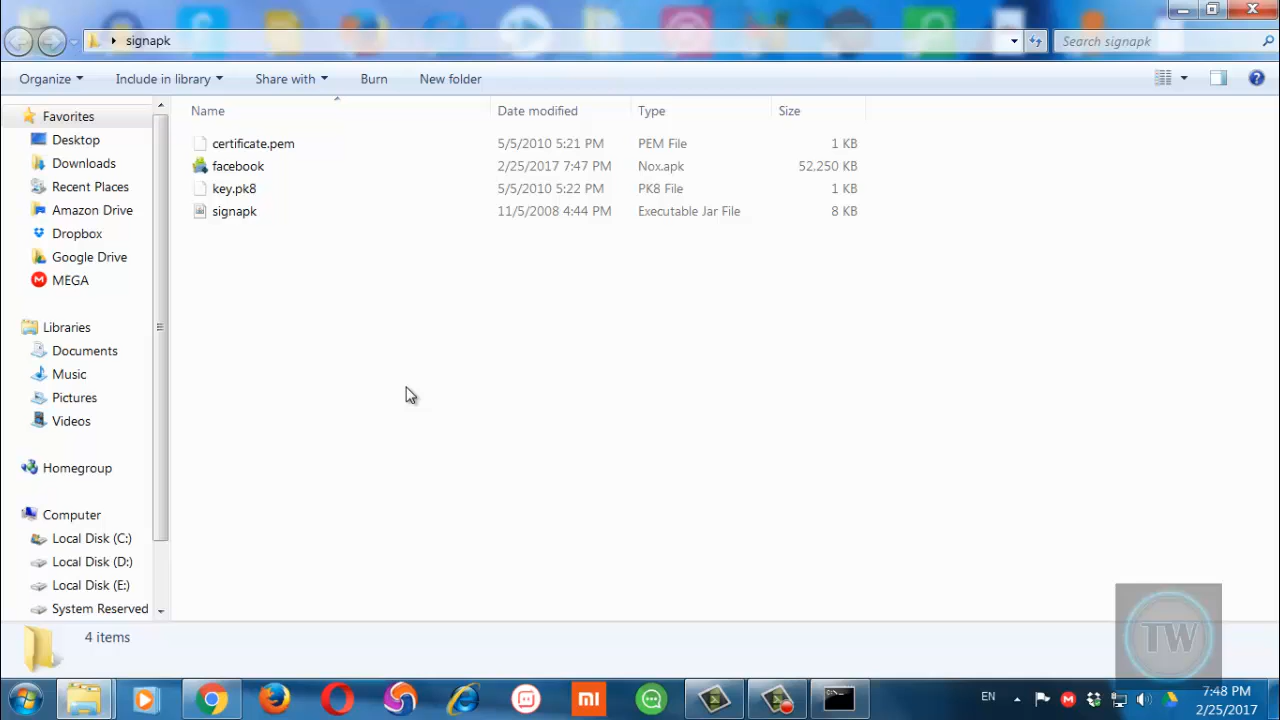 signapk
Search signapk
Organize
Include in library
Share with
Burn
New folder
Name
Date modified
Type
Size
certificate.pem 5/5/2010 5:21 PM PEM File 1 KB
facebook 2/25/2017 7:47 PM Nox.apk 52,250 KB
key.pk8 5/5/2010 5:22 PM PK8 File 1 KB
signapk 11/5/2008 4:44 PM Executable Jar File 8 KB
Favorites
Desktop
Downloads
Recent Places
Amazon Drive
Dropbox
Google Drive
MEGA
Libraries
Documents
Music
Pictures
Videos
Homegroup
Computer
Local Disk (C:)
Local Disk (D:)
Local Disk (E:)
System Reserved
4 items
TW
mi
EN
7:48 PM
2/25/2017